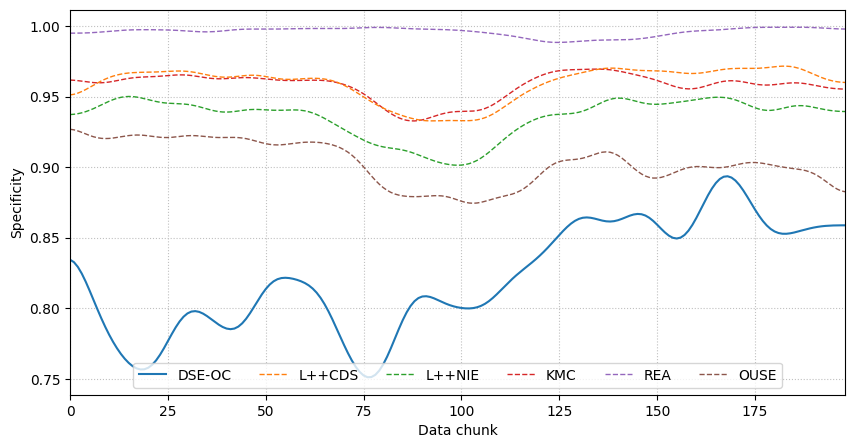 1.00
0.95
0.90
0.85
0.80
0.75
Specificity
DSE-OC L++CDS L++NIE KMC REA OUSE
0 25 50 75 100 125 150 175
Data chunk